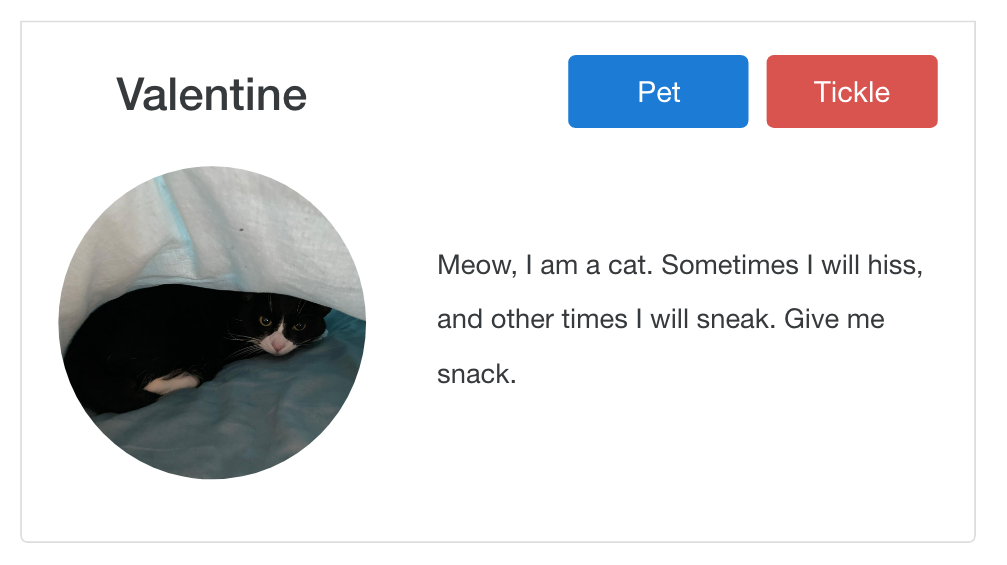 Valentine
Pet
Tickle
Meow, I am a cat. Sometimes I will hiss,
and other times I will sneak. Give me
snack.